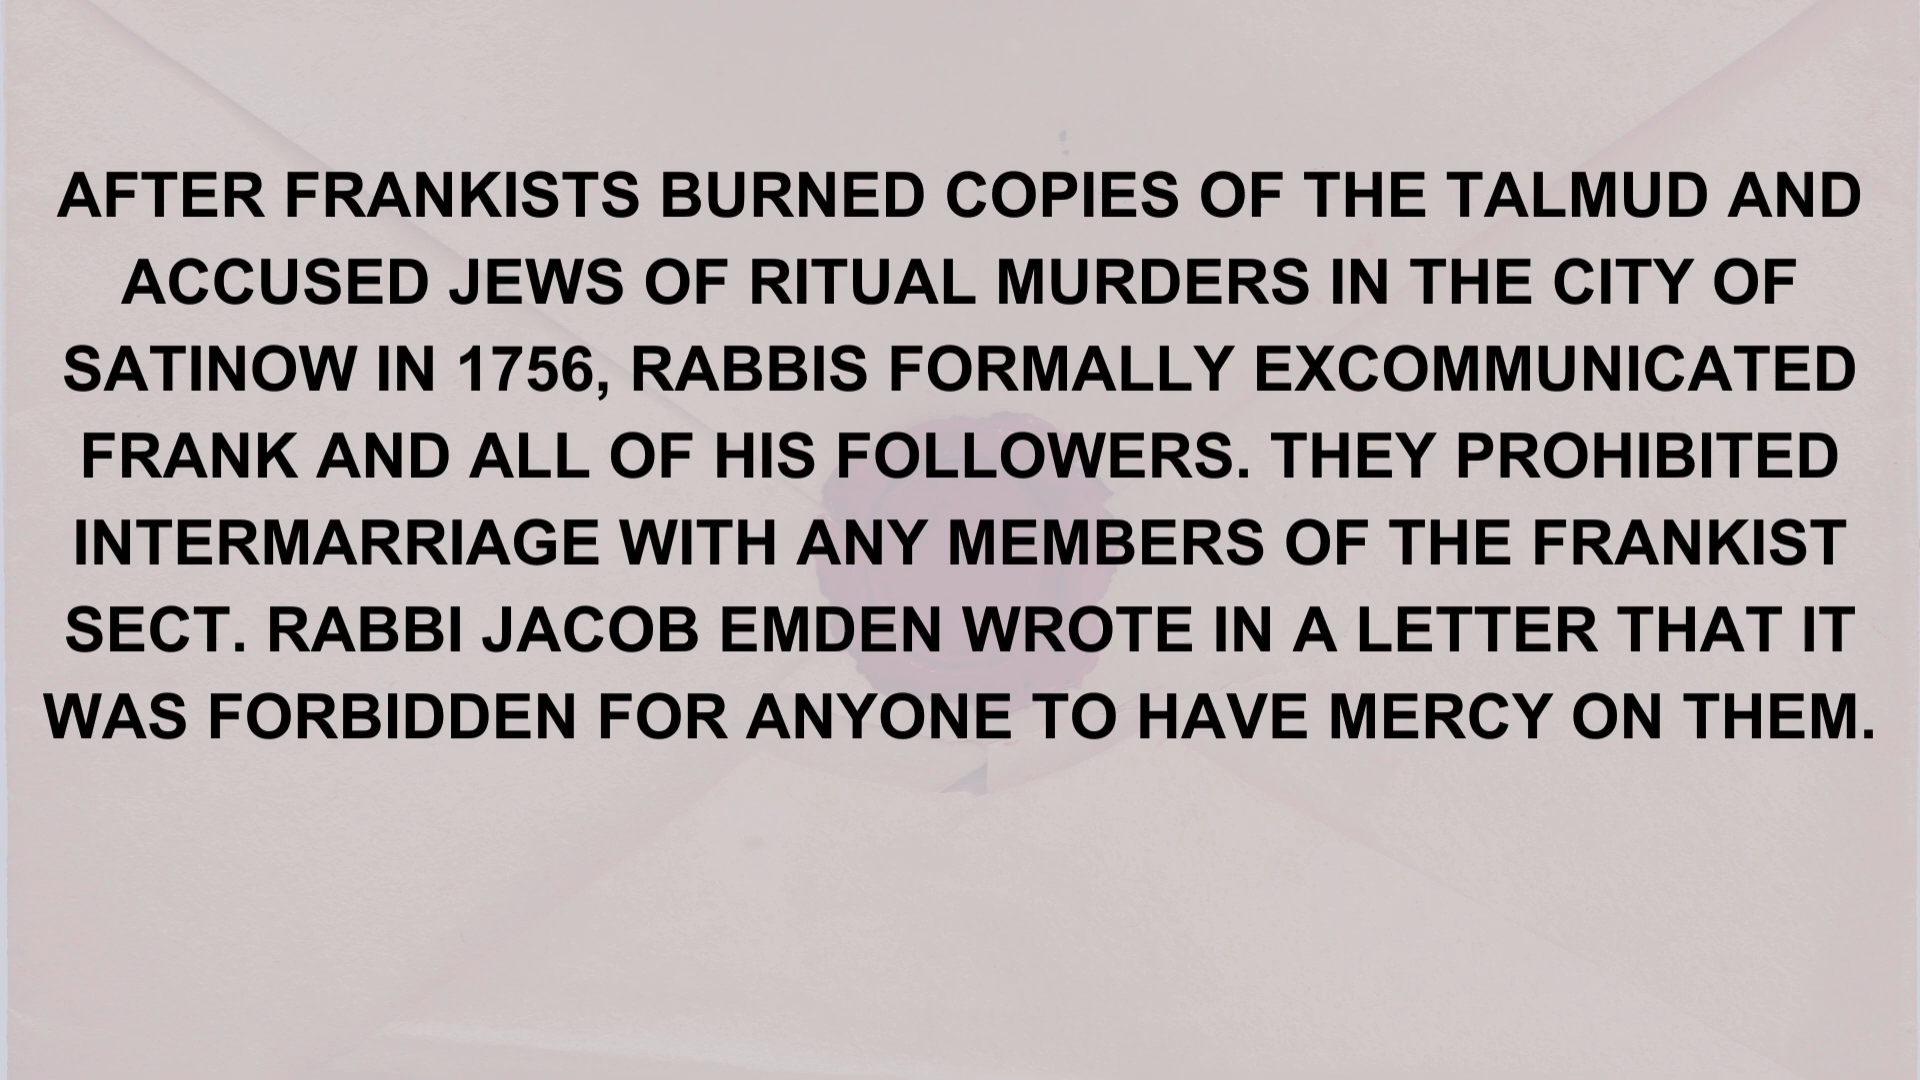 AFTER FRANKISTS BURNED COPIES OF THE TALMUD AND
ACCUSED JEWS OF RITUAL MURDERS IN THE CITY OF
SATINOW IN 1756, RABBIS FORMALLY EXCOMMUNICATED
FRANK AND ALL OF HIS FOLLOWERS. THEY PROHIBITED
INTERMARRIAGE WITH ANY MEMBERS OF THE FRANKIST
SECT. RABBI JACOB EMDEN WROTE IN A LETTER THAT IT
WAS FORBIDDEN FOR ANYONE TO HAVE MERCY ON THEM.